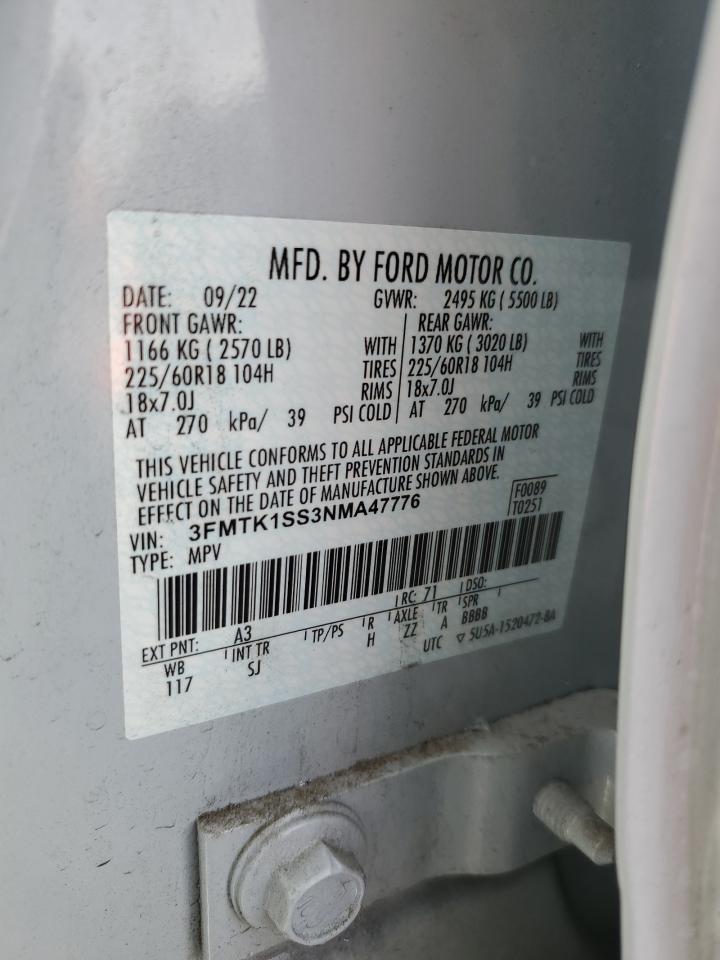 MFD. BY FORD MOTOR CO.
DATE: 09/22 GVWR: 2495 KG ( 5500 LB)
FRONT GAWR: REAR GAWR:
1166 KG ( 2570 LB) WITH 1370 KG ( 3020 LB) WITH
225/60R18 104H TIRES 225/60R18 104H TIRES
18x7.0J RIMS 18x7.0J RIMS
AT 270 kPa/ 39 PSI COLD AT 270 kPa/ 39 PSI COLD
THIS VEHICLE CONFORMS TO ALL APPLICABLE FEDERAL MOTOR
VEHICLE SAFETY AND THEFT PREVENTION STANDARDS IN
EFFECT ON THE DATE OF MANUFACTURE SHOWN ABOVE.
VIN: 3FMTK1SS3NMA47776 F0089
TYPE: MPV T0251
RC: 71 DSO:
EXT PNT: A3
WB INT TR TP/PS R AXLE TR SPR
117 SJ H ZZ A BBBB
UTC ▽ 5U5A-1520472-BA